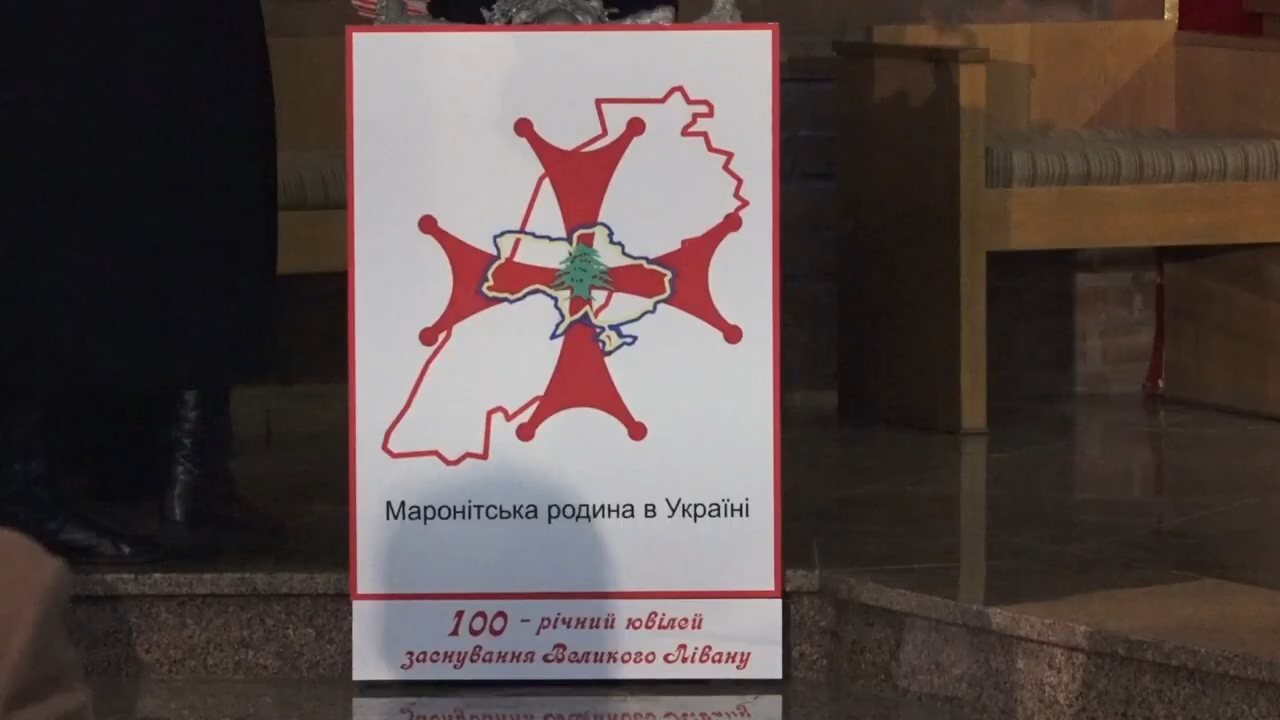 Маронітська родина в Україні
100 - річний ювілей
заснування Великого Лівану